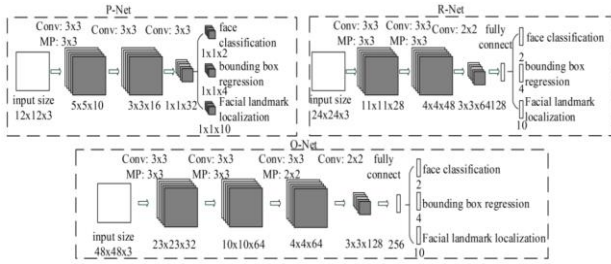 P-Net
Conv: 3x3 Conv: 3x3 Conv: 3x3
MP: 3x3
face
classification
1x1x2
bounding box
regression
1x1x4
Facial landmark
localization
1x1x10
input size
12x12x3
5x5x10
3x3x16
1x1x32
R-Net
Conv: 3x3 Conv: 3x3 Conv: 2x2 fully
MP: 3x3 MP: 3x3 connect
face classification
2
bounding box
regression
4
Facial landmark
localization
10
input size
24x24x3
11x11x28
4x4x48
3x3x64
128
O-Net
Conv: 3x3 Conv: 3x3 Conv: 3x3 Conv: 2x2 fully
MP: 3x3 MP: 3x3 MP: 2x2 connect
face classification
2
bounding box regression
4
Facial landmark localization
10
input size
48x48x3
23x23x32
10x10x64
4x4x64
3x3x128
256